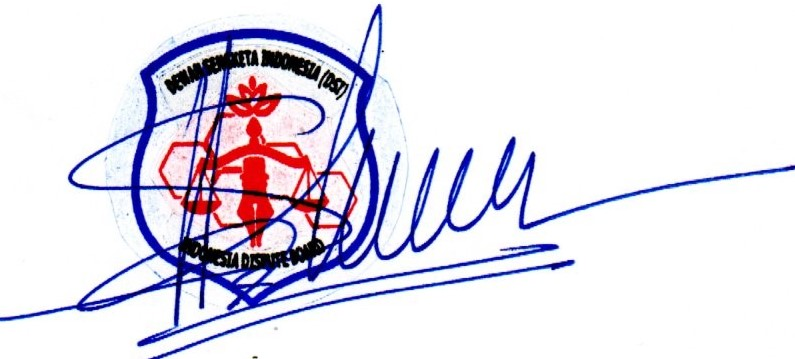 DEWAN SENGKETA INDONESIA (DSI)
INDONESIA DISPUTE BOARD